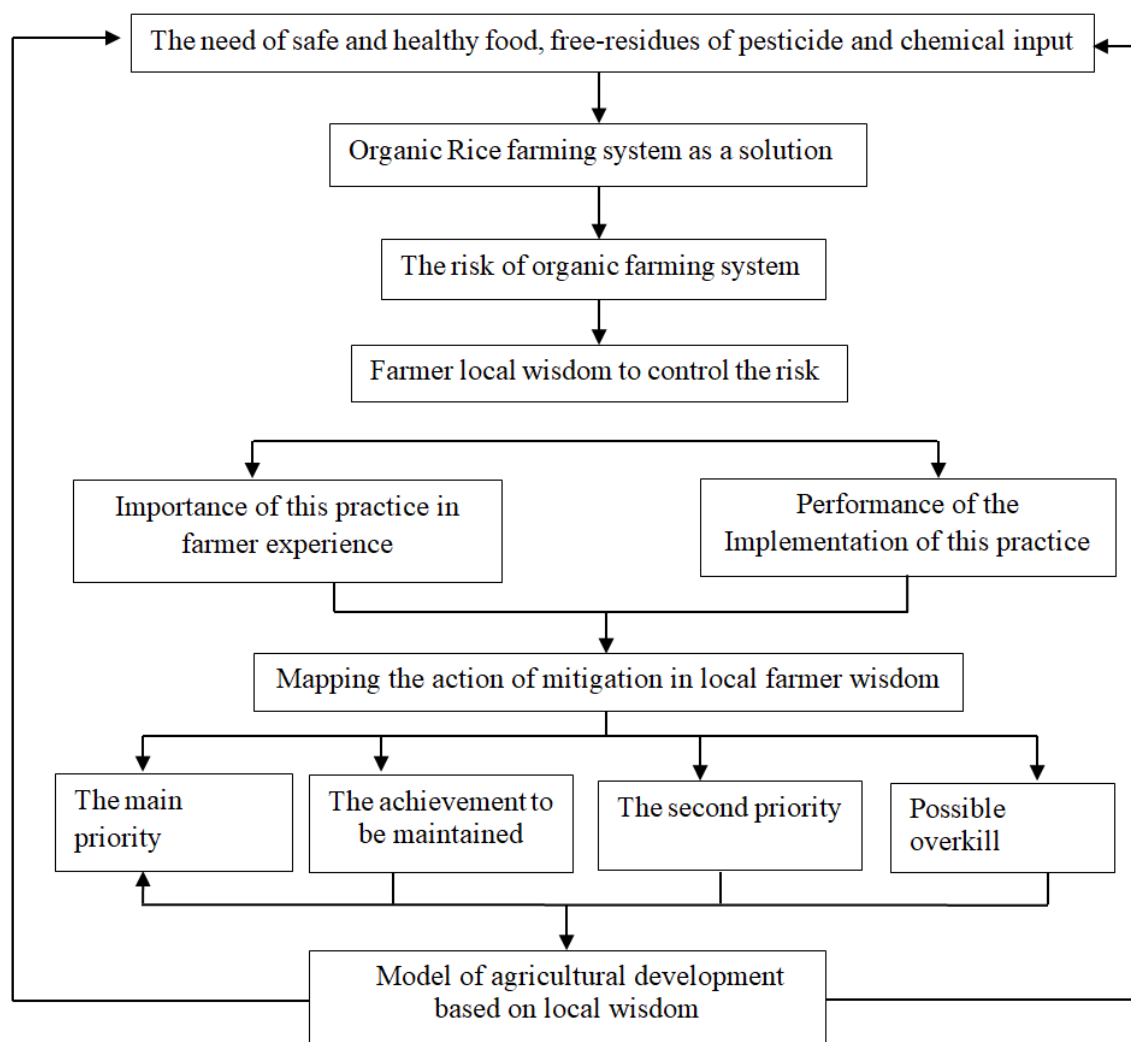 The need of safe and healthy food, free-residues of pesticide and chemical input
Organic Rice farming system as a solution
The risk of organic farming system
Farmer local wisdom to control the risk
Importance of this practice in
farmer experience
Performance of the
Implementation of this practice
Mapping the action of mitigation in local farmer wisdom
The main
priority
The achievement to
be maintained
The second priority
Possible
overkill
Model of agricultural development
based on local wisdom